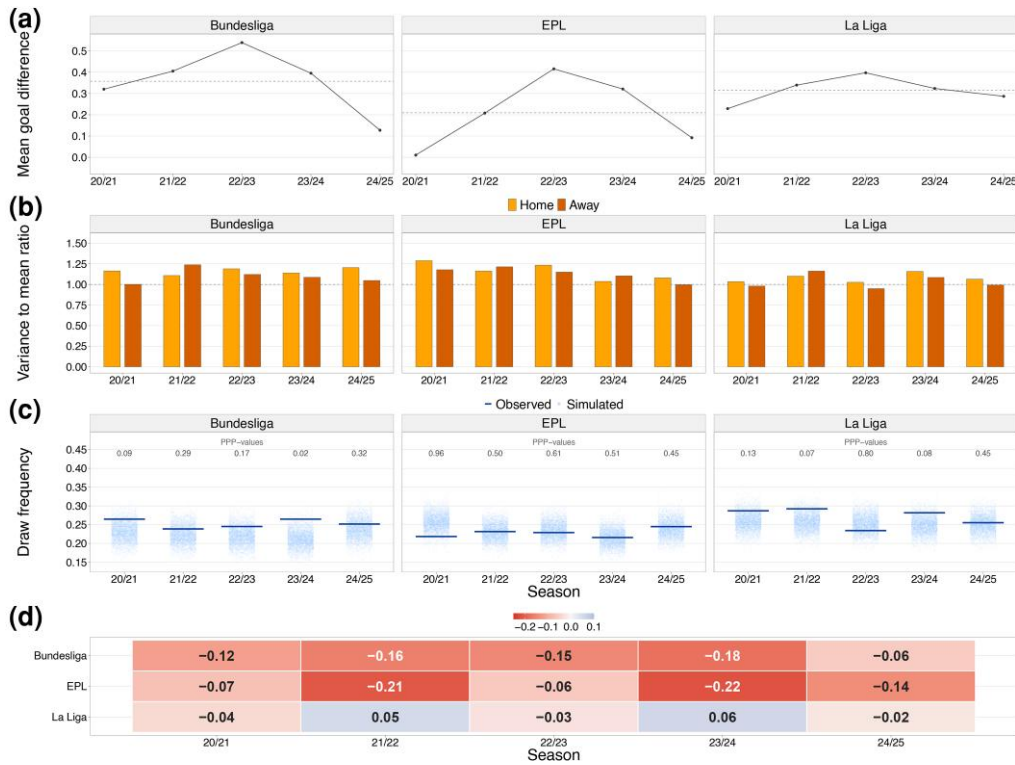 (a)
Bundesliga EPL La Liga
Mean goal difference
0.5
0.4
0.3
0.2
0.1
0.0
20/21 21/22 22/23 23/24 24/25 20/21 21/22 22/23 23/24 24/25 20/21 21/22 22/23 23/24 24/25
(b)
Home Away
Bundesliga EPL La Liga
Variance to mean ratio
1.50
1.25
1.00
0.75
0.50
0.25
0.00
20/21 21/22 22/23 23/24 24/25 20/21 21/22 22/23 23/24 24/25 20/21 21/22 22/23 23/24 24/25
(c)
Observed Simulated
Bundesliga EPL La Liga
Draw frequency
PPP-values PPP-values PPP-values
0.45 0.09 0.29 0.17 0.02 0.32 0.96 0.50 0.61 0.51 0.45 0.13 0.07 0.80 0.08 0.45
0.40
0.35
0.30
0.25
0.20
0.15
20/21 21/22 22/23 23/24 24/25 20/21 21/22 22/23 23/24 24/25 20/21 21/22 22/23 23/24 24/25
Season
(d)
−0.2 −0.1 0.0 0.1
Bundesliga −0.12 −0.16 −0.15 −0.18 −0.06
EPL −0.07 −0.21 −0.06 −0.22 −0.14
La Liga −0.04 0.05 −0.03 0.06 −0.02
20/21 21/22 22/23 23/24 24/25
Season